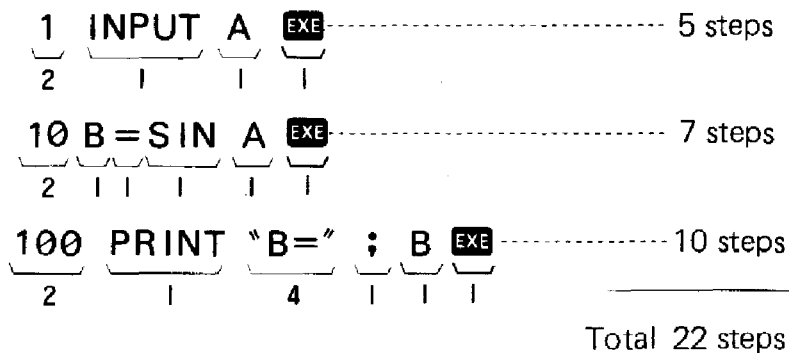 1 INPUT A EXE 5 steps
2 1 1 1
10 B = SIN A EXE 7 steps
2 1 1 1 1 1
100 PRINT "B=" ; B EXE 10 steps
2 1 4 1 1 1
Total 22 steps